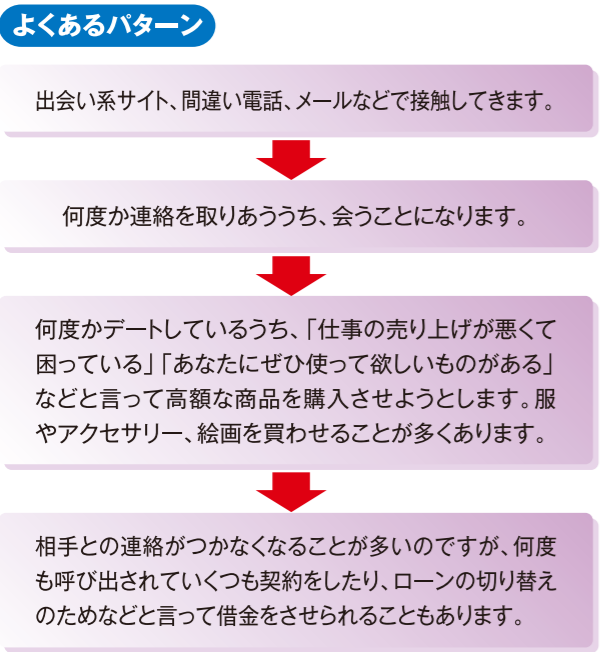 よくあるパターン
出会い系サイト、間違い電話、メールなどで接触してきます。
何度か連絡を取りあううち、会うことになります。
何度かデートしているうち、「仕事の売り上げが悪くて
困っている」「あなたにぜひ使って欲しいものがある」
などと言って高額な商品を購入させようとします。服
やアクセサリー、絵画を買わせることが多くあります。
相手との連絡がつかなくなることが多いのですが、何度
も呼び出されていくつも契約をしたり、ローンの切り替え
のためなどと言って借金をさせられることもあります。